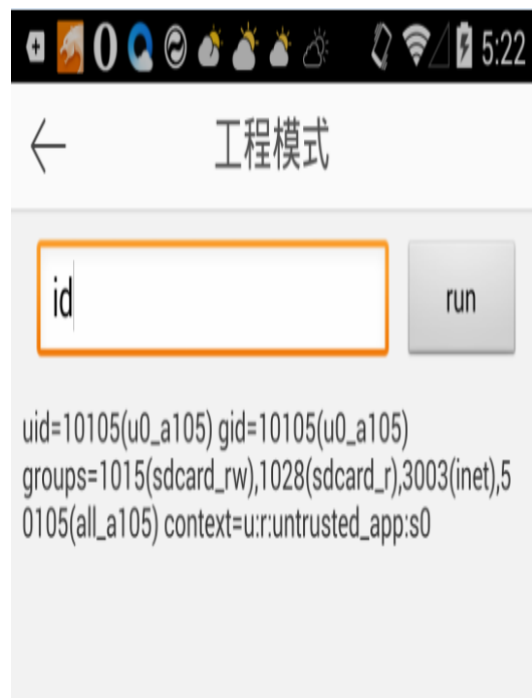 5:22
工程模式
id
run
uid=10105(u0_a105) gid=10105(u0_a105)
groups=1015(sdcard_rw),1028(sdcard_r),3003(inet),5
0105(all_a105) context=u:r:untrusted_app:s0